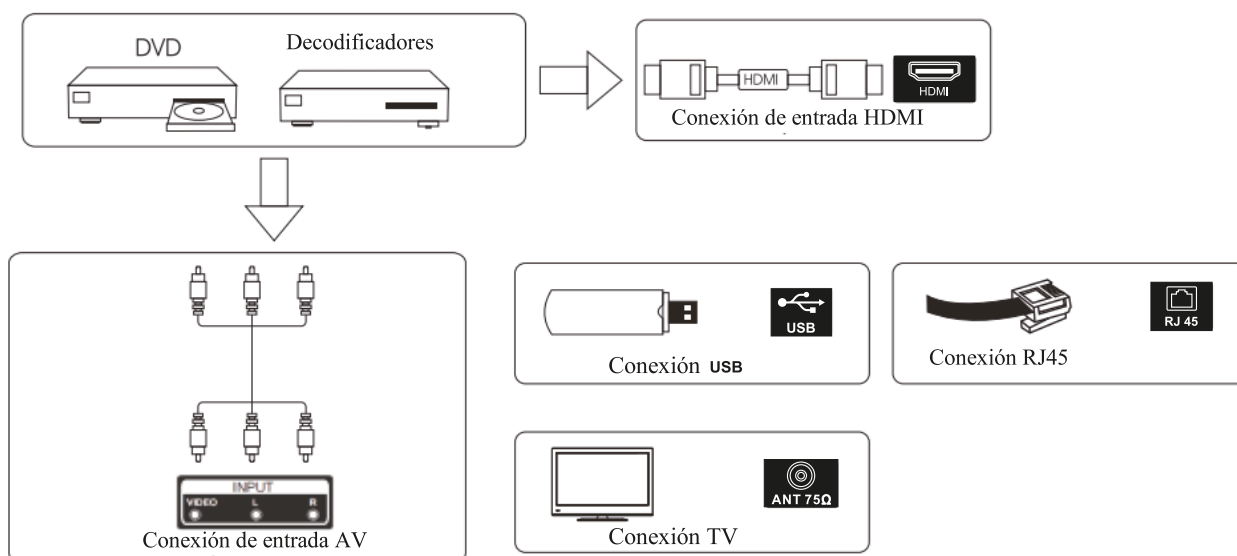 DVD
Decodificadores
HDMI
HDMI
Conexión de entrada HDMI
INPUT
VIDEO L R
Conexión de entrada AV
USB
Conexión USB
RJ 45
Conexión RJ45
ANT 75Ω
Conexión TV